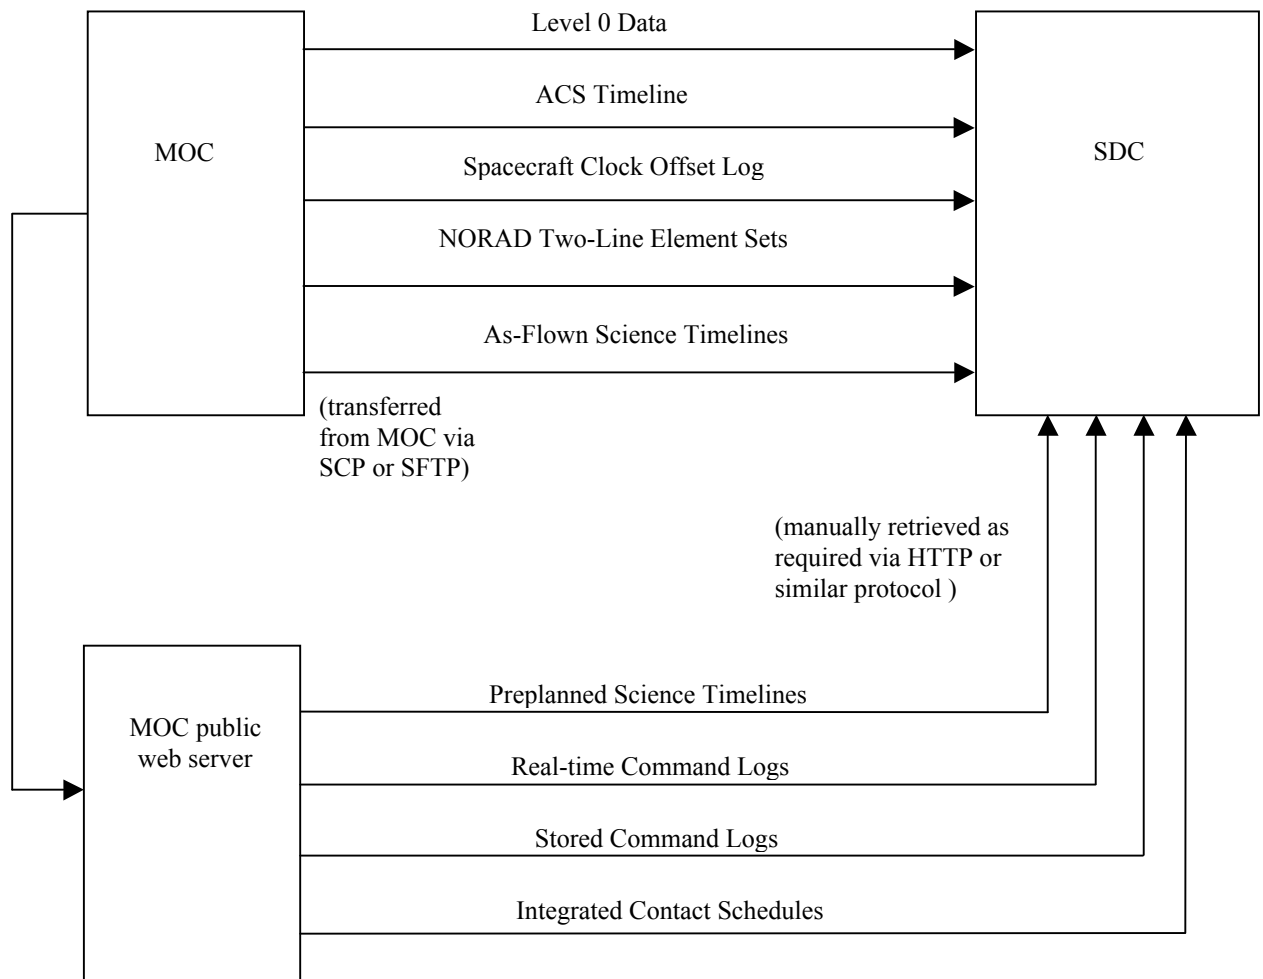 Level 0 Data
ACS Timeline
MOC
SDC
Spacecraft Clock Offset Log
NORAD Two-Line Element Sets
As-Flown Science Timelines
(transferred
from MOC via
SCP or SFTP)
(manually retrieved as
required via HTTP or
similar protocol )
Preplanned Science Timelines
MOC public
web server
Real-time Command Logs
Stored Command Logs
Integrated Contact Schedules